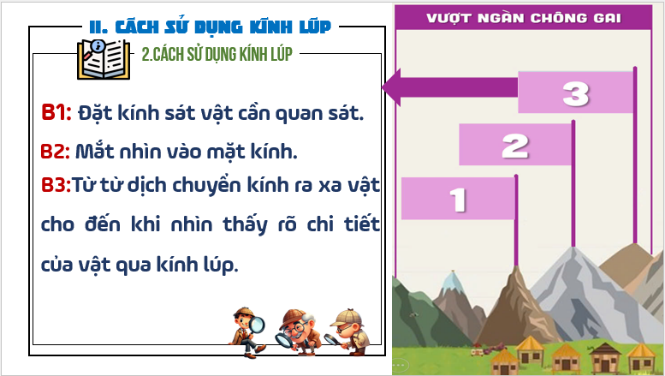 II. CÁCH SỬ DỤNG KÍNH LÚP
2.CÁCH SỬ DỤNG KÍNH LÚP
B1: Đặt kính sát vật cần quan sát.
B2: Mắt nhìn vào mặt kính.
B3:Từ từ dịch chuyển kính ra xa vật
cho đến khi nhìn thấy rõ chi tiết
của vật qua kính lúp.
VƯỢT NGÀN CHÔNG GAI
3
2
1